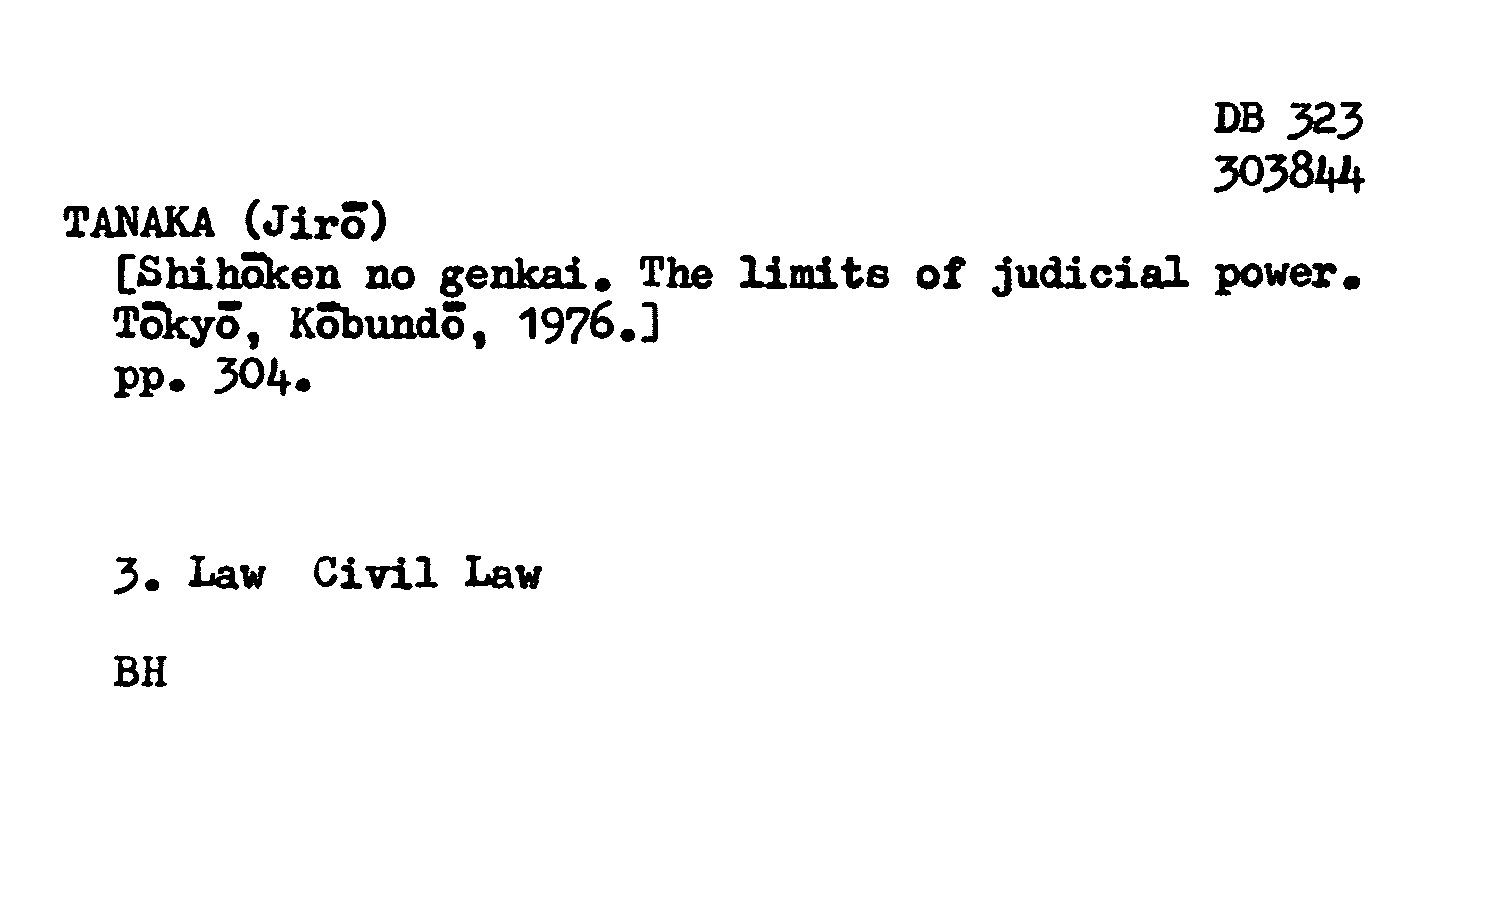 DB 323
303844
TANAKA (Jirō)
[Shihōken no genkai. The limits of judicial power.
Tōkyō, Kōbundō, 1976.]
pp. 304.
3. Law Civil Law
BH